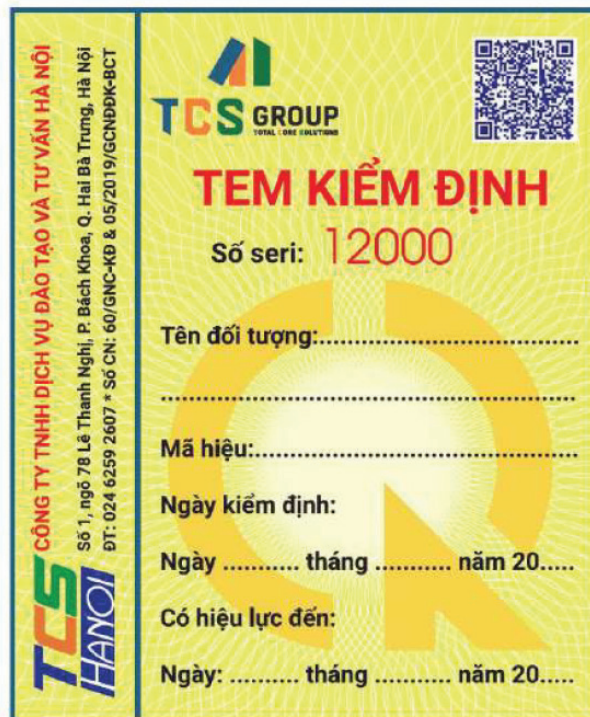 TCS HANOI
CÔNG TY TNHH DỊCH VỤ ĐÀO TẠO VÀ TƯ VẤN HÀ NỘI
Số 1, ngõ 78 Lê Thanh Nghị, P. Bách Khoa, Q. Hai Bà Trưng, Hà Nội
ĐT: 024 6259 2607 * Số CN: 60/GNC-KĐ & 05/2019/GCNĐĐK-BCT
TCS GROUP
TOTAL CORE SOLUTIONS
TEM KIỂM ĐỊNH
Số seri: 12000
Tên đối tượng:.......................................
...............................................................
Mã hiệu:.................................................
Ngày kiểm định:
Ngày ........... tháng ........... năm 20.....
Có hiệu lực đến:
Ngày: .......... tháng ........... năm 20.....